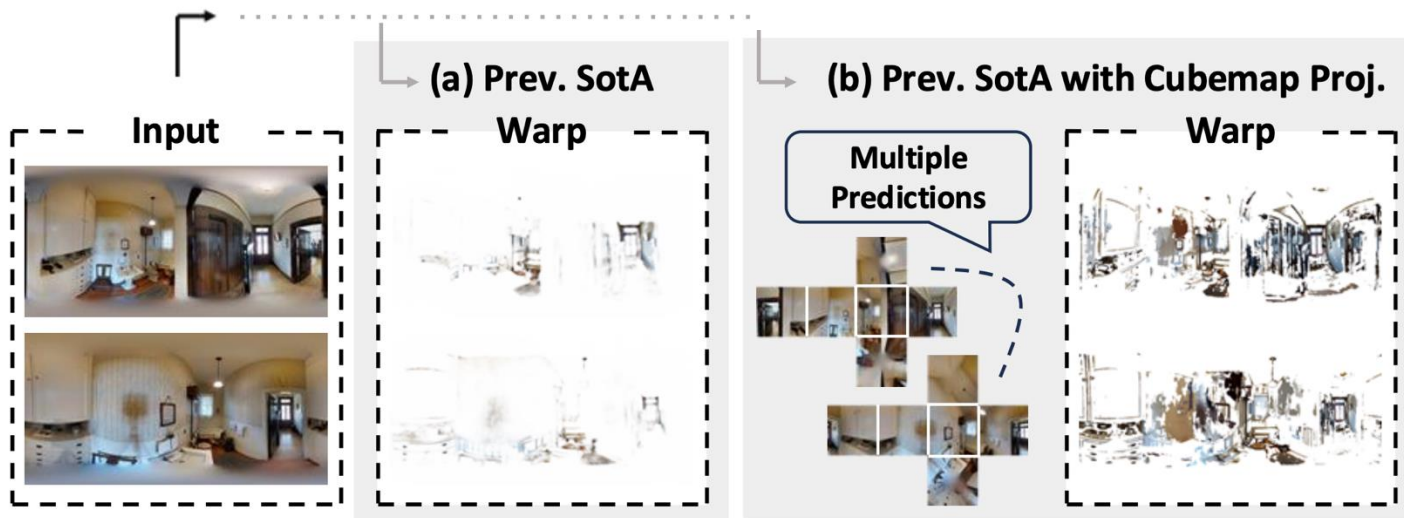 (a) Prev. SotA
(b) Prev. SotA with Cubemap Proj.
Input
Warp
Multiple
Predictions
Warp